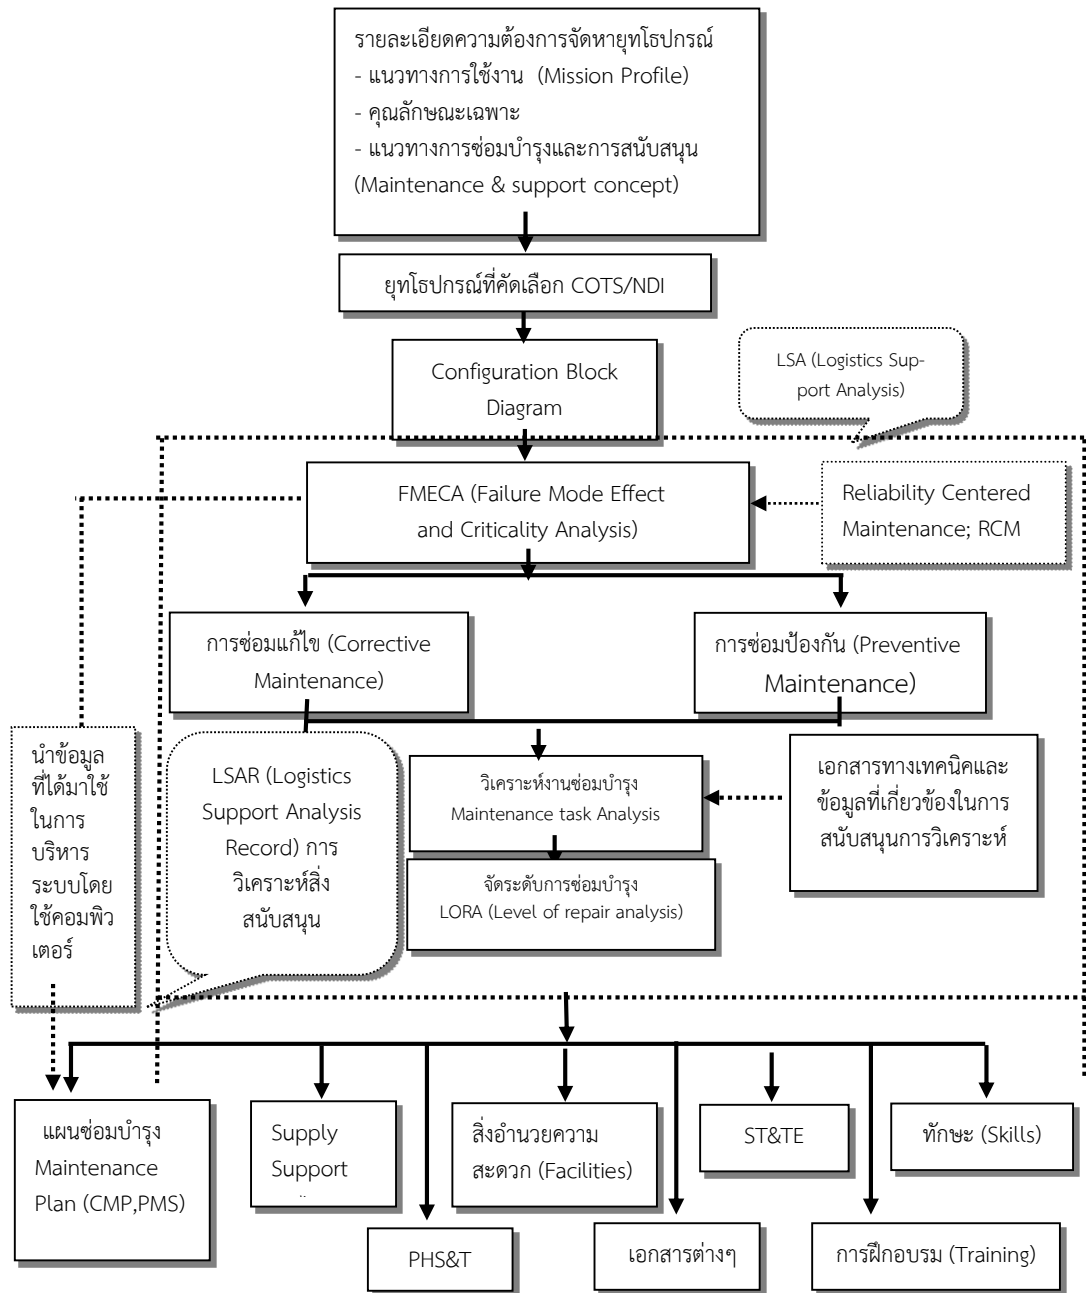 รายละเอียดความต้องการจัดหายุทโธปกรณ์
- แนวทางการใช้งาน (Mission Profile)
- คุณลักษณะเฉพาะ
- แนวทางการซ่อมบำรุงและการสนับสนุน
(Maintenance & support concept)
ยุทโธปกรณ์ที่คัดเลือก COTS/NDI
Configuration Block
Diagram
LSA (Logistics Sup-
port Analysis)
FMECA (Failure Mode Effect
and Criticality Analysis)
Reliability Centered
Maintenance; RCM
การซ่อมแก้ไข (Corrective
Maintenance)
การซ่อมป้องกัน (Preventive
Maintenance)
นำข้อมูล
ที่ได้มาใช้
ในการ
บริหาร
ระบบโดย
ใช้คอมพิว
เตอร์
LSAR (Logistics
Support Analysis
Record) การ
วิเคราะห์สิ่ง
สนับสนุน
วิเคราะห์งานซ่อมบำรุง
Maintenance task Analysis
เอกสารทางเทคนิคและ
ข้อมูลที่เกี่ยวข้องในการ
สนับสนุนการวิเคราะห์
จัดระดับการซ่อมบำรุง
LORA (Level of repair analysis)
แผนซ่อมบำรุง
Maintenance
Plan (CMP,PMS)
Supply
Support
สิ่งอำนวยความ
สะดวก (Facilities)
ST&TE
ทักษะ (Skills)
PHS&T
เอกสารต่างๆ
การฝึกอบรม (Training)